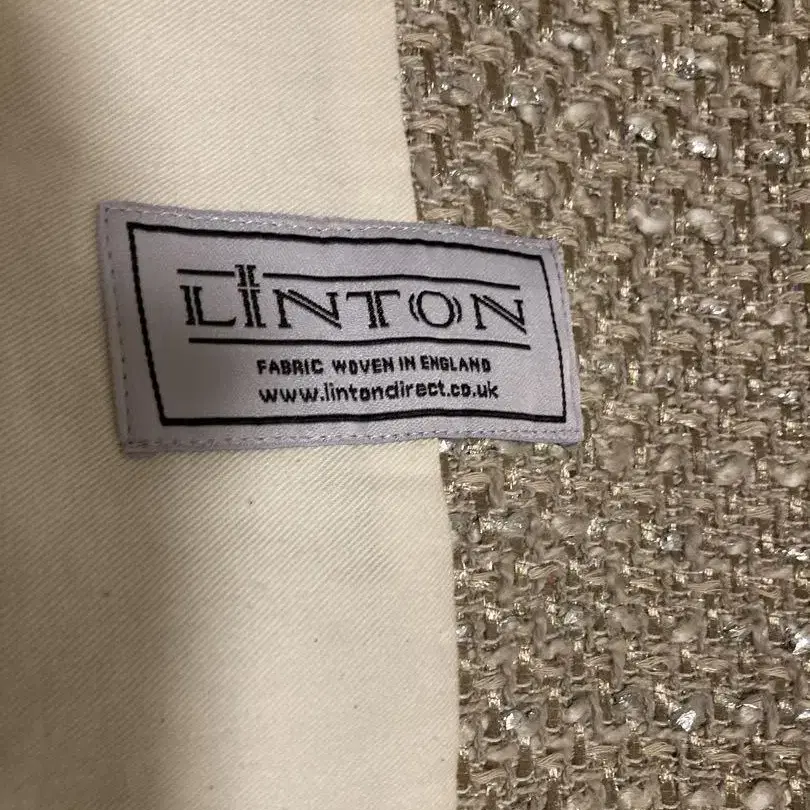 LINTON
FABRIC WOVEN IN ENGLAND
www.lintondirect.co.uk